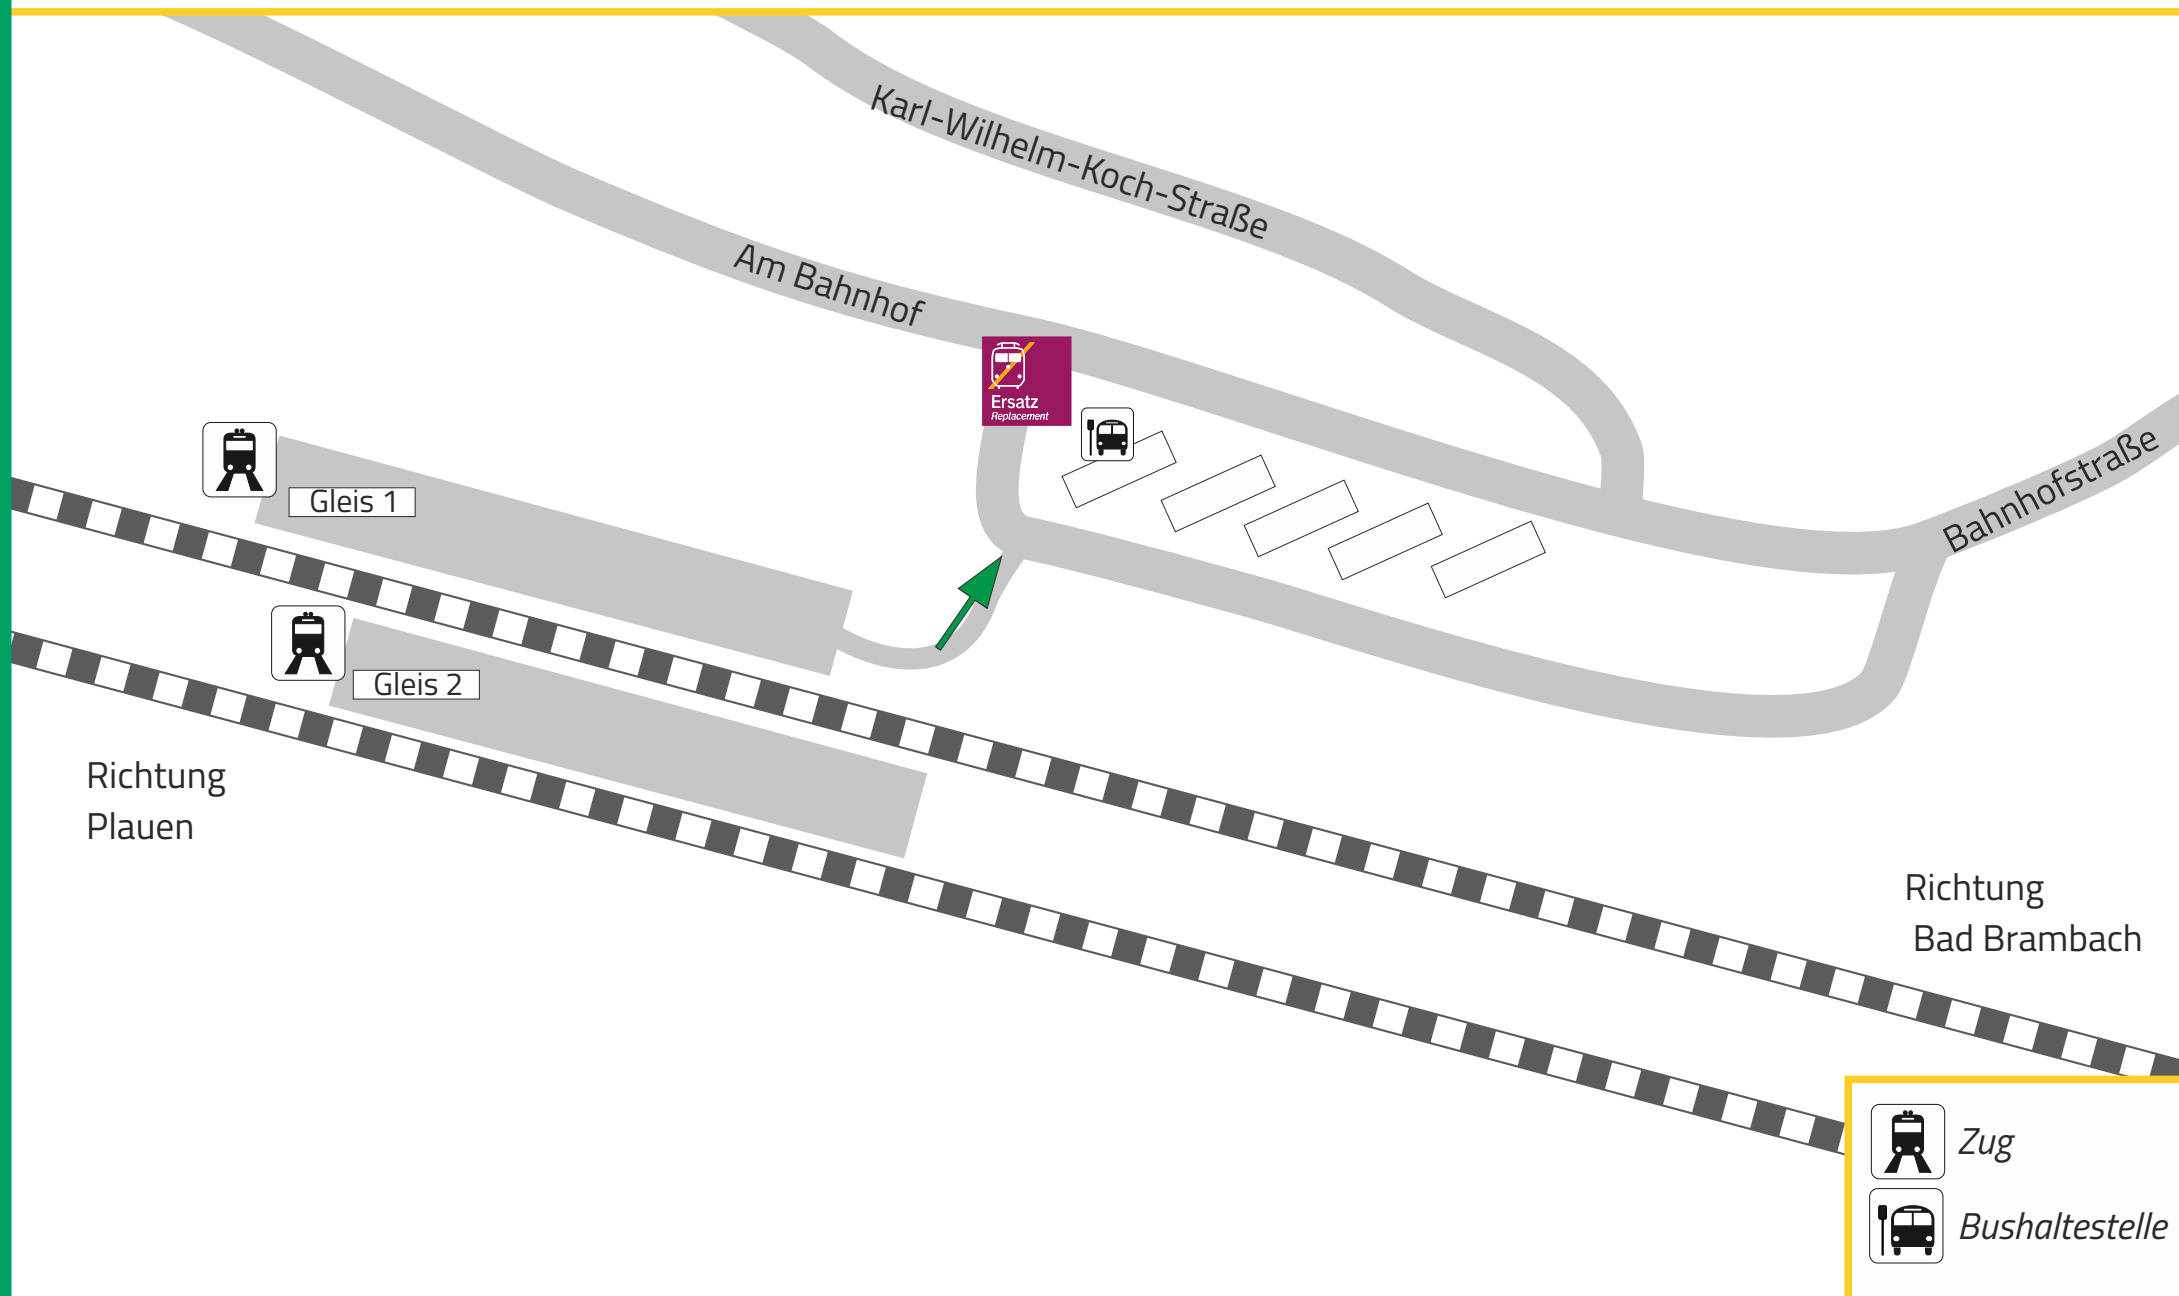 Karl-Wilhelm-Koch-Straße
Am Bahnhof
Ersatz
Replacement
Bahnhofstraße
Gleis 1
Gleis 2
Richtung
Plauen
Richtung
Bad Brambach
Zug
Bushaltestelle